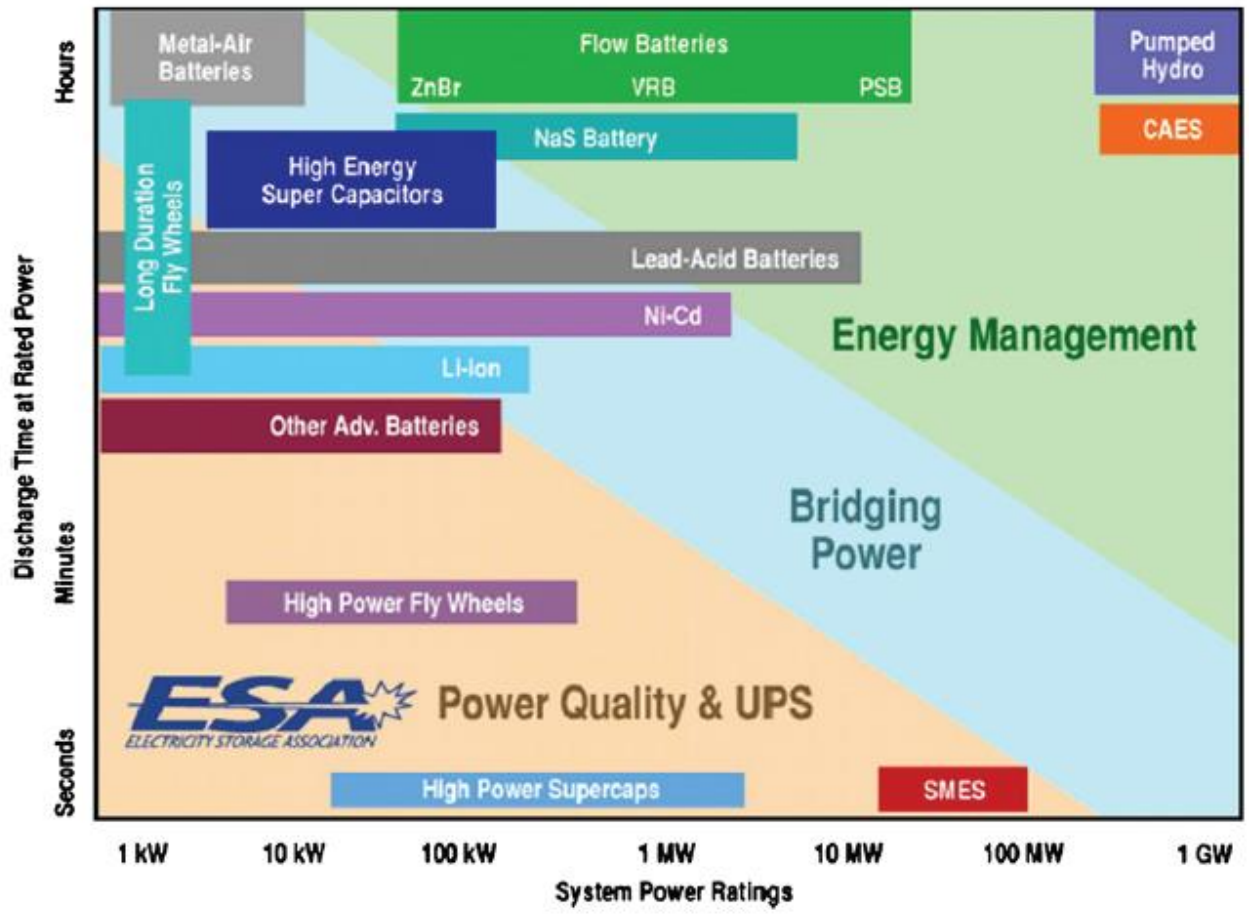 Hours
Minutes
Seconds
Discharge Time at Rated Power
Metal-Air
Batteries
Flow Batteries
ZnBr VRB PSB
Pumped
Hydro
CAES
NaS Battery
High Energy
Super Capacitors
Long Duration
Fly Wheels
Lead-Acid Batteries
Ni-Cd
Energy Management
Li-ion
Other Adv. Batteries
Bridging
Power
High Power Fly Wheels
ESA
ELECTRICITY STORAGE ASSOCIATION
Power Quality & UPS
High Power Supercaps
SMES
1 kW 10 kW 100 kW 1 MW 10 MW 100 MW 1 GW
System Power Ratings